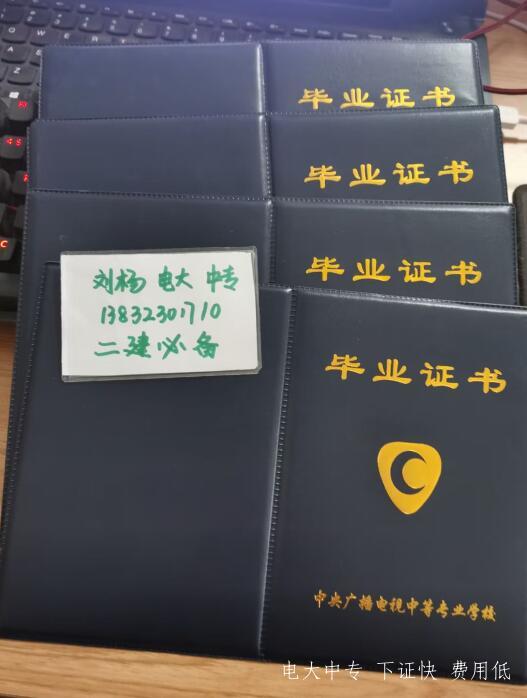 毕业证书
毕业证书
毕业证书
刘杨 电大 中专
13832301710
二建必备
毕业证书
中央广播电视中等专业学校
电大中专 下证快 费用低